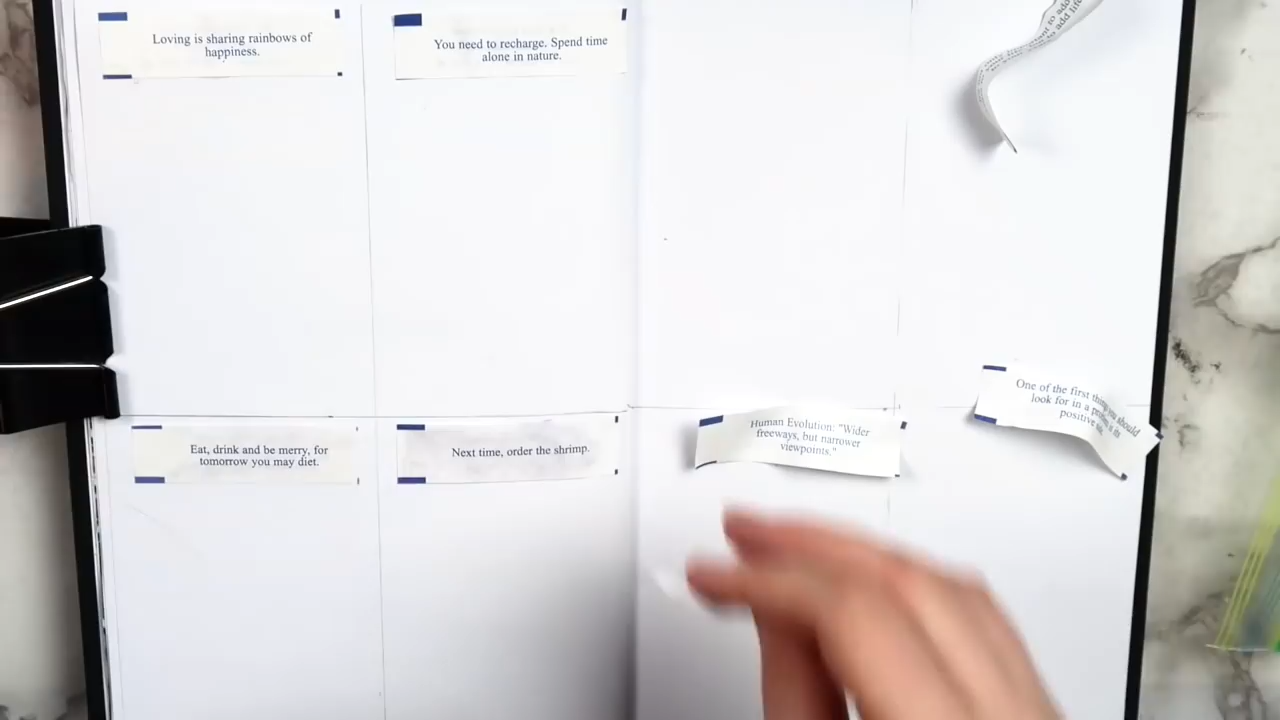 Loving is sharing rainbows of
happiness.
You need to recharge. Spend time
alone in nature.
Eat, drink and be merry, for
tomorrow you may diet.
Next time, order the shrimp.
Human Evolution: "Wider
freeways, but narrower
viewpoints."
One of the first things you should
look for in a
positive